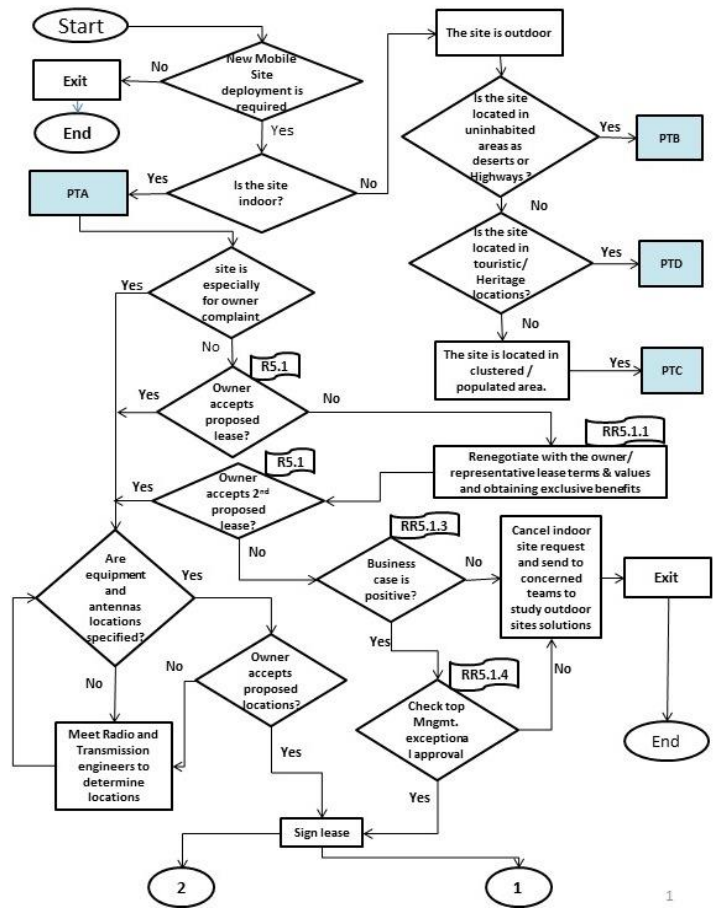 Start
New Mobile
Site
deployment is
required
No
Exit
End
Yes
Is the site
indoor?
Yes
PTA
No
The site is outdoor
Is the site
located in
uninhabited
areas as
deserts or
Highways.?
Yes
PTB
No
Is the site
located in
touristic/
Heritage
locations?
Yes
PTD
No
The site is located in
clustered /
populated area.
Yes
PTC
site is
especially
for owner
complaint
Yes
No
R5.1
Owner
accepts
proposed
lease?
Yes
No
RR5.1.1
Renegotiate with the owner/
representative lease terms & values
and obtaining exclusive benefits
R5.1
Owner
accepts 2nd
proposed
lease?
Yes
No
RR5.1.3
Business
case is
positive?
No
Cancel indoor
site request
and send to
concerned
teams to
study outdoor
sites solutions
Exit
End
Yes
RR5.1.4
Check top
Mngmt.
exceptiona
l approval
No
Yes
Are
equipment
and
antennas
locations
specified?
Yes
No
Owner
accepts
proposed
locations?
No
Yes
Meet Radio and
Transmission
engineers to
determine
locations
Sign lease
2
1
1